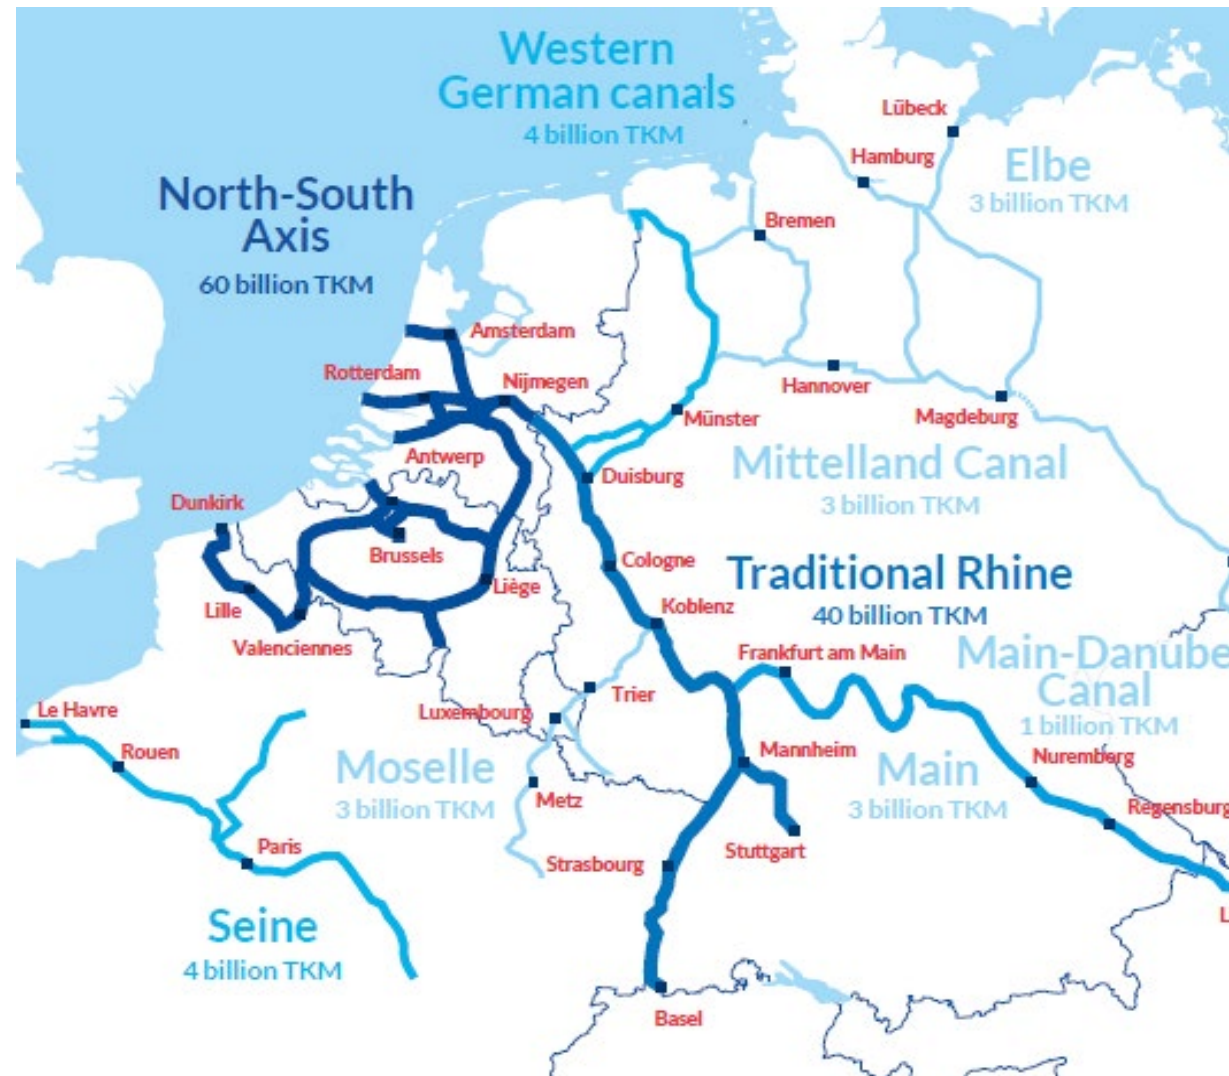 Western
German canals
4 billion TKM
Lübeck
Hamburg
Elbe
3 billion TKM
North-South
Axis
60 billion TKM
Bremen
Amsterdam
Rotterdam
Nijmegen
Hannover
Magdeburg
Münster
Antwerp
Duisburg
Mittelland Canal
3 billion TKM
Dunkirk
Brussels
Cologne
Liège
Traditional Rhine
40 billion TKM
Lille
Koblenz
Valenciennes
Frankfurt am Main
Main-Danube
Canal
1 billion TKM
Trier
Luxembourg
Le Havre
Rouen
Mannheim
Nuremberg
Moselle
3 billion TKM
Main
3 billion TKM
Metz
Regensburg
Paris
Strasbourg
Stuttgart
Seine
4 billion TKM
Basel